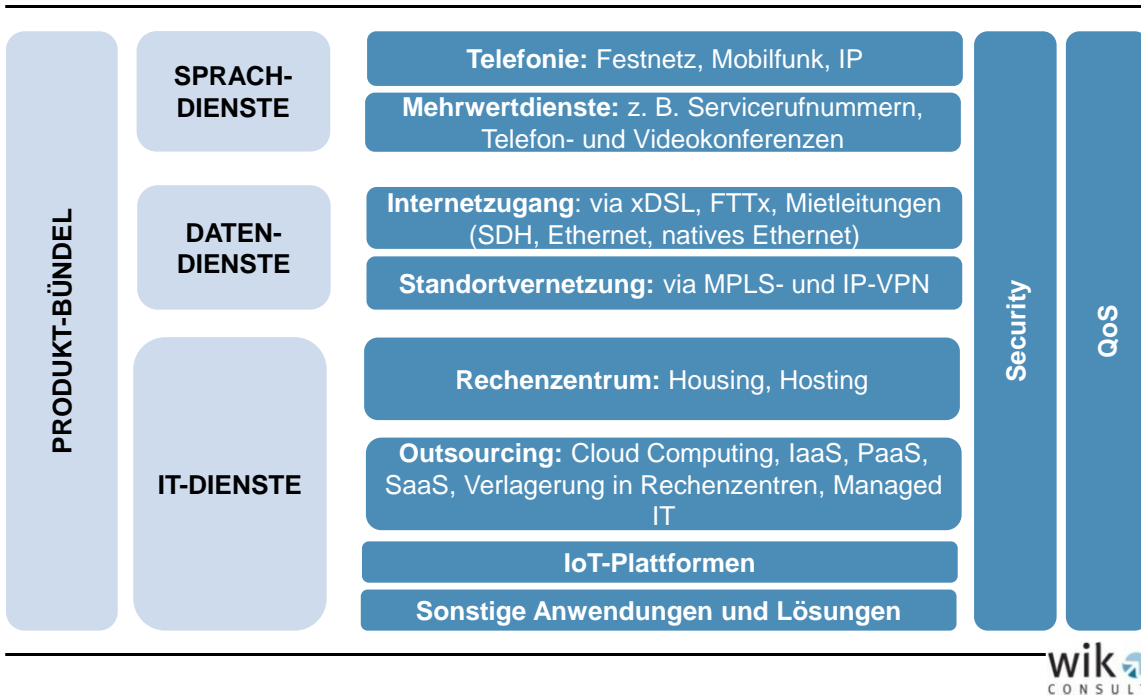 PRODUKT-BÜNDEL
SPRACH-
DIENSTE
Telefonie: Festnetz, Mobilfunk, IP
Mehrwertdienste: z. B. Servicerufnummern,
Telefon- und Videokonferenzen
DATEN-
DIENSTE
Internetzugang: via xDSL, FTTx, Mietleitungen
(SDH, Ethernet, natives Ethernet)
Standortvernetzung: via MPLS- und IP-VPN
IT-DIENSTE
Rechenzentrum: Housing, Hosting
Outsourcing: Cloud Computing, IaaS, PaaS,
SaaS, Verlagerung in Rechenzentren, Managed
IT
IoT-Plattformen
Sonstige Anwendungen und Lösungen
Security
QoS
wik
CONSUL